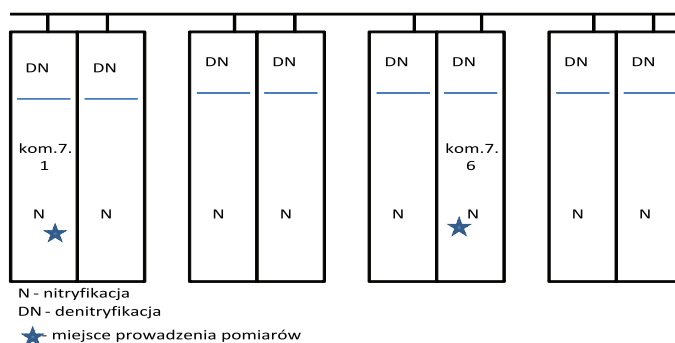 DN DN DN DN DN DN DN DN
kom.7.
1
kom.7.
6
N N N N N N N N
N - nitryfikacja
DN - denitryfikacja
- miejsce prowadzenia pomiarów